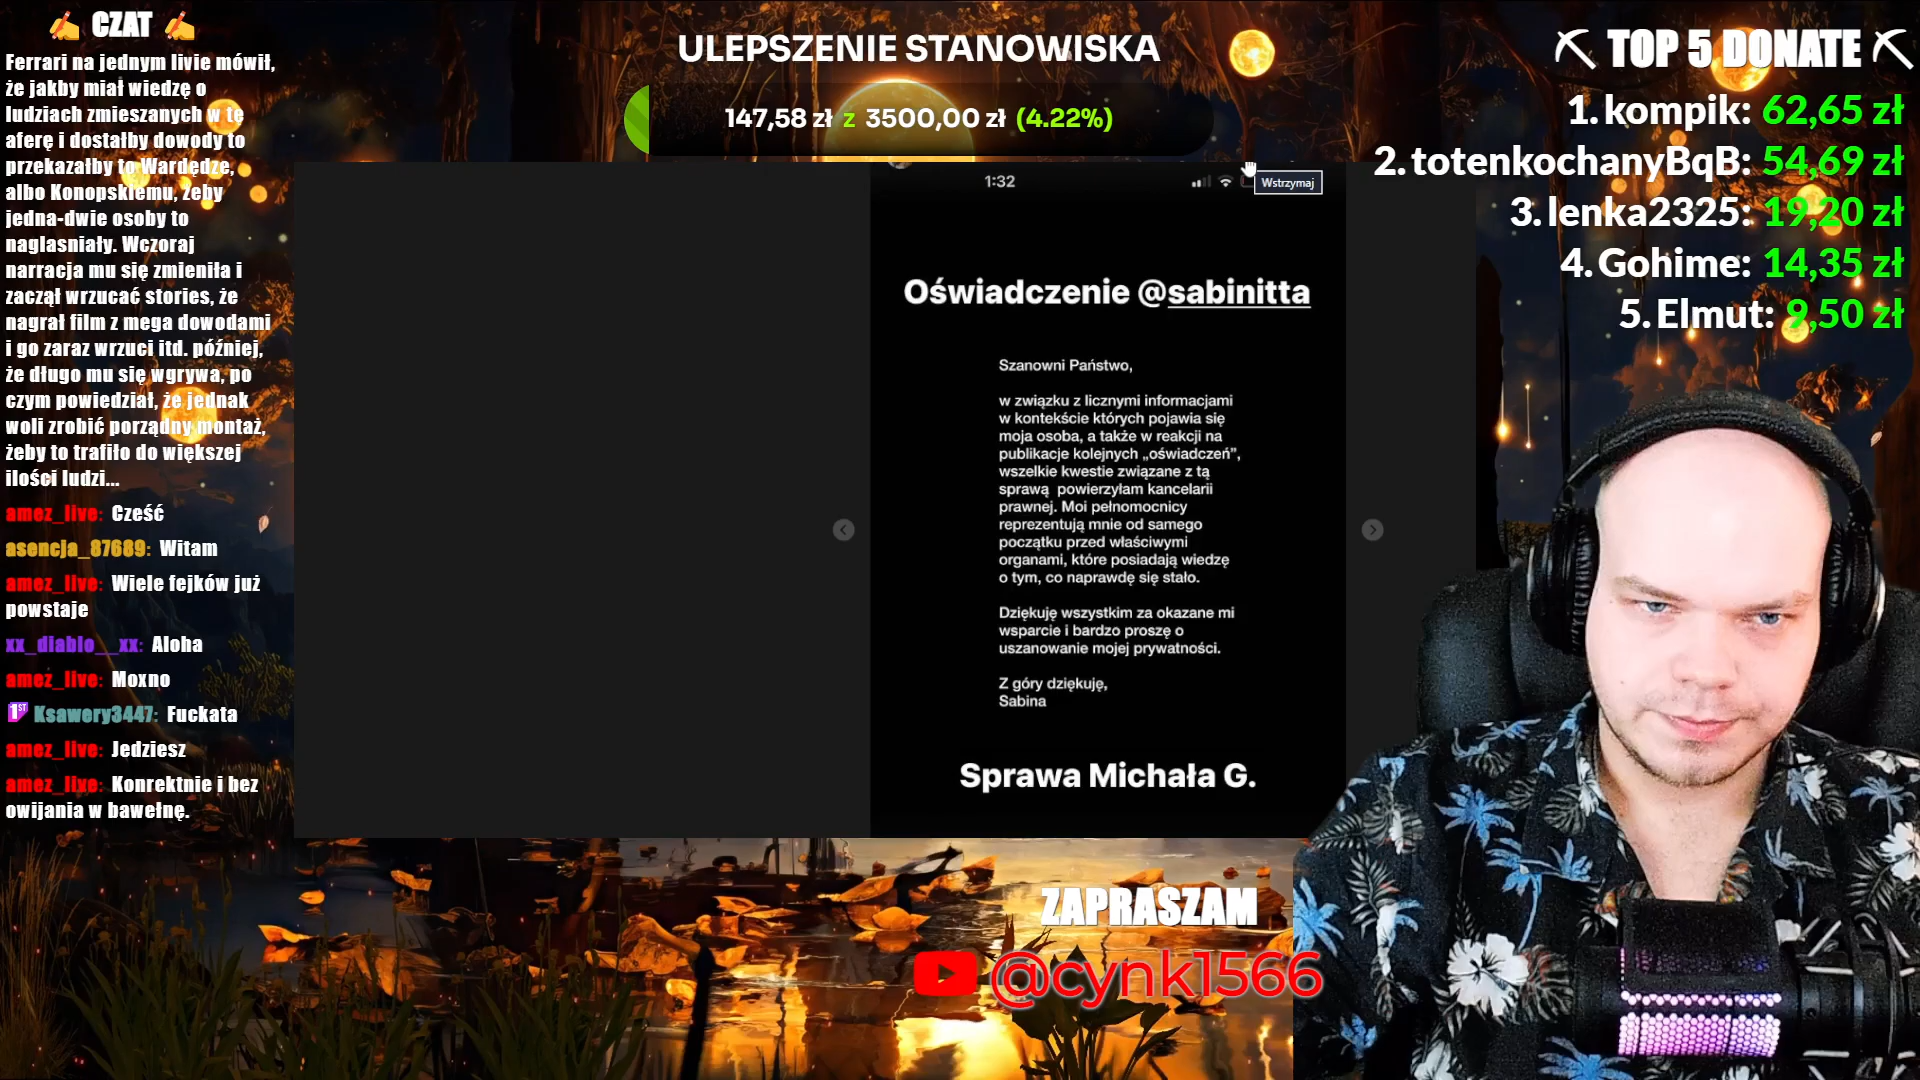 CZAT
Ferrari na jednym livie mówił,
że jakby miał wiedzę o
ludziach zmieszanych w tę
aferę i dostałby dowody to
przekazałby to Wardędze,
albo Konopskiemu, żeby
jedna-dwie osoby to
naglasniały. Wczoraj
narracja mu się zmieniła i
zaczął wrzucać stories, że
nagrał film z mega dowodami
i go zaraz wrzuci itd. później,
że długo mu się wgrywa, po
czym powiedział, że jednak
woli zrobić porządny montaż,
żeby to trafiło do większej
ilości ludzi...
amez_live: Cześć
asencja_87689: Witam
amez_live: Wiele fejków już
powstaje
xx_diablo__xx: Aloha
amez_live: Moxno
1ST Ksawery3447: Fuckata
amez_live: Jedziesz
amez_live: Konrektnie i bez
owijania w bawełnę.
ULEPSZENIE STANOWISKA
147,58 zł z 3500,00 zł (4.22%)
1:32
Wstrzymaj
Oświadczenie @sabinitta
Szanowni Państwo,
w związku z licznymi informacjami
w kontekście których pojawia się
moja osoba, a także w reakcji na
publikacje kolejnych „oświadczeń”,
wszelkie kwestie związane z tą
sprawą powierzyłam kancelarii
prawnej. Moi pełnomocnicy
reprezentują mnie od samego
początku przed właściwymi
organami, które posiadają wiedzę
o tym, co naprawdę się stało.
Dziękuję wszystkim za okazane mi
wsparcie i bardzo proszę o
uszanowanie mojej prywatności.
Z góry dziękuję,
Sabina
Sprawa Michała G.
TOP 5 DONATE
1. kompik: 62,65 zł
2. totenkochanyBqB: 54,69 zł
3. lenka2325: 19,20 zł
4. Gohime: 14,35 zł
5. Elmut: 9,50 zł
ZAPRASZAM
@cynk1566